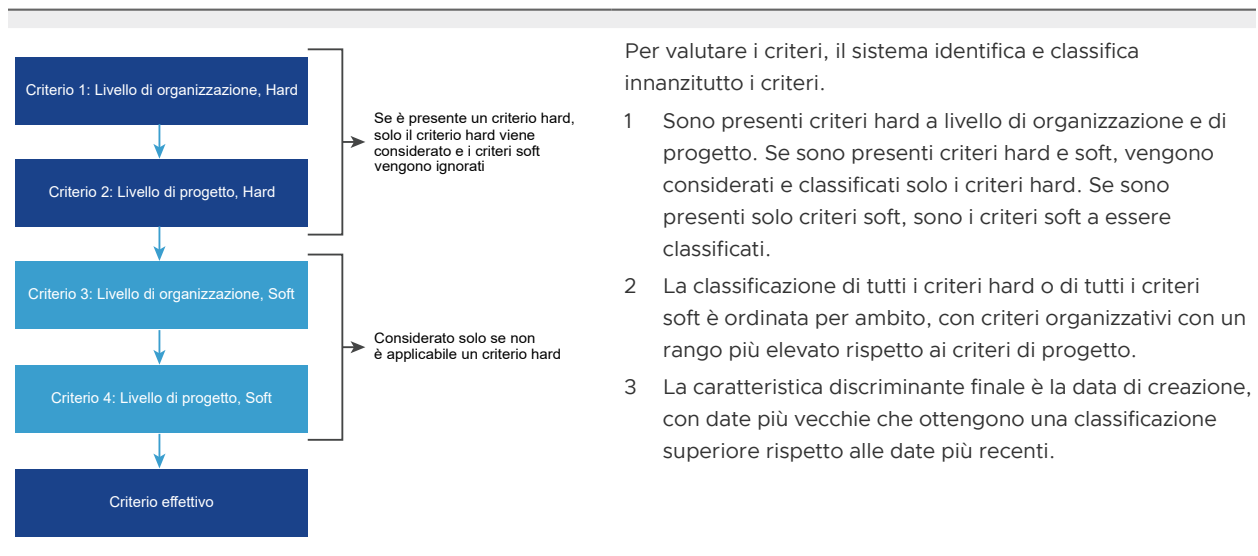 Criterio 1: Livello di organizzazione, Hard
Criterio 2: Livello di progetto, Hard
Criterio 3: Livello di organizzazione, Soft
Criterio 4: Livello di progetto, Soft
Criterio effettivo
Se è presente un criterio hard,
solo il criterio hard viene
considerato e i criteri soft
vengono ignorati
Considerato solo se non
è applicabile un criterio hard
Per valutare i criteri, il sistema identifica e classifica
innanzitutto i criteri.
1 Sono presenti criteri hard a livello di organizzazione e di
progetto. Se sono presenti criteri hard e soft, vengono
considerati e classificati solo i criteri hard. Se sono
presenti solo criteri soft, sono i criteri soft a essere
classificati.
2 La classificazione di tutti i criteri hard o di tutti i criteri
soft è ordinata per ambito, con criteri organizzativi con un
rango più elevato rispetto ai criteri di progetto.
3 La caratteristica discriminante finale è la data di creazione,
con date più vecchie che ottengono una classificazione
superiore rispetto alle date più recenti.